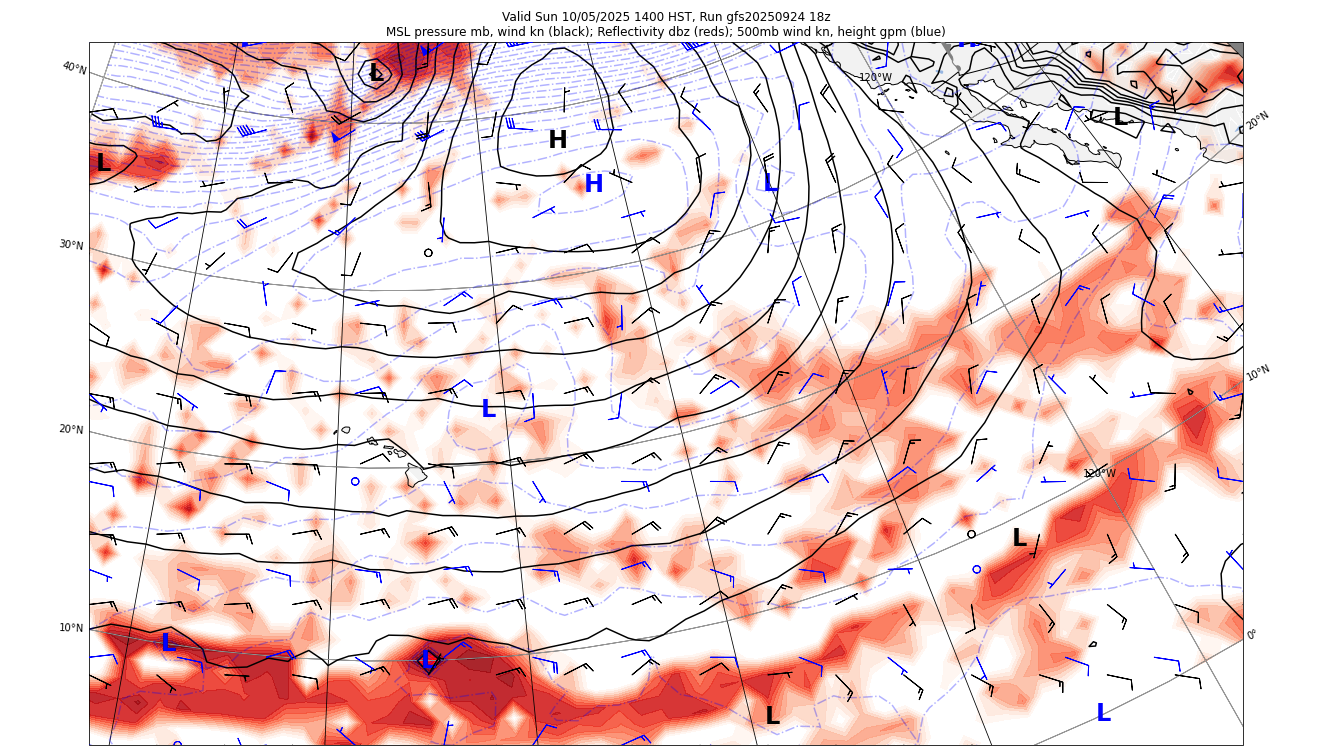 Valid Sun 10/05/2025 1400 HST, Run gfs20250924 18z
MSL pressure mb, wind kn (black); Reflectivity dbz (reds); 500mb wind kn, height gpm (blue)
H
40°N
L
120°W
L
20°N
H
L
H
L
30°N
10°N
L
20°N
120°W
L
10°N
0°
L
L
L
L